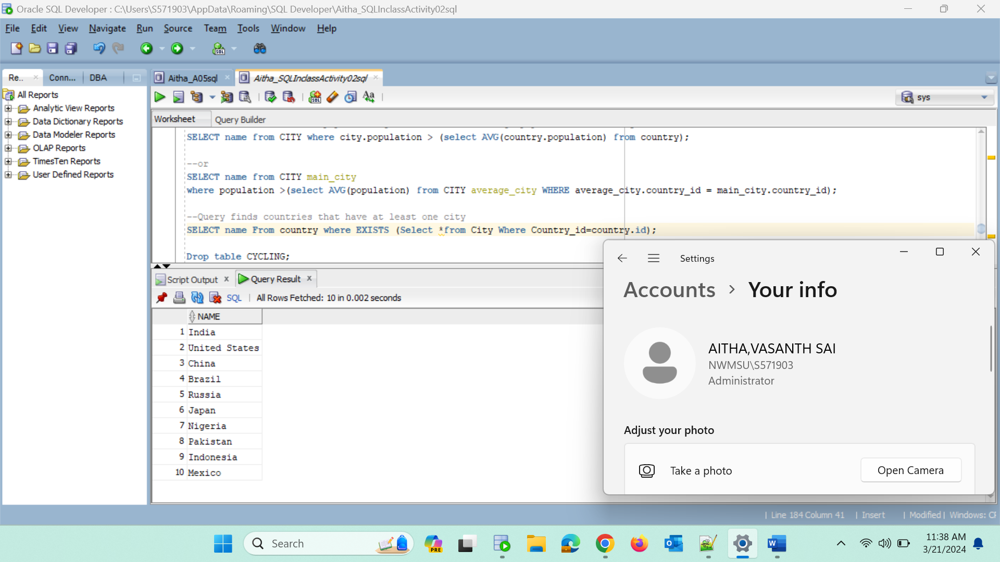 Oracle SQL Developer : C:\Users\S571903\AppData\Roaming\SQL Developer\Aitha_SQLInclassActivity02sql
File Edit View Navigate Run Source Team Tools Window Help
SQL
Re.. Conn... DBA
Aitha_A05sql Aitha_SQLInclassActivity02sql
All Reports
Analytic View Reports
Data Dictionary Reports
Data Modeler Reports
OLAP Reports
TimesTen Reports
User Defined Reports
SQL Aa sys
Worksheet Query Builder
SELECT name from CITY where city.population > (select AVG(country.population) from country);
--or
SELECT name from CITY main_city
where population >(select AVG(population) from CITY average_city WHERE average_city.country_id = main_city.country_id);
--Query finds countries that have at least one city
SELECT name From country where EXISTS (Select *from City Where Country_id=country.id);
Drop table CYCLING;
Script Output x Query Result x
SQL | All Rows Fetched: 10 in 0.002 seconds
NAME
1 India
2 United States
3 China
4 Brazil
5 Russia
6 Japan
7 Nigeria
8 Pakistan
9 Indonesia
10 Mexico
Settings
Accounts > Your info
AITHA,VASANTH SAI
NWMSU\S571903
Administrator
Adjust your photo
Take a photo
Open Camera
| Line 184 Column 41 | Insert | Modified | Windows: CR
Search
PRE
11:38 AM
3/21/2024